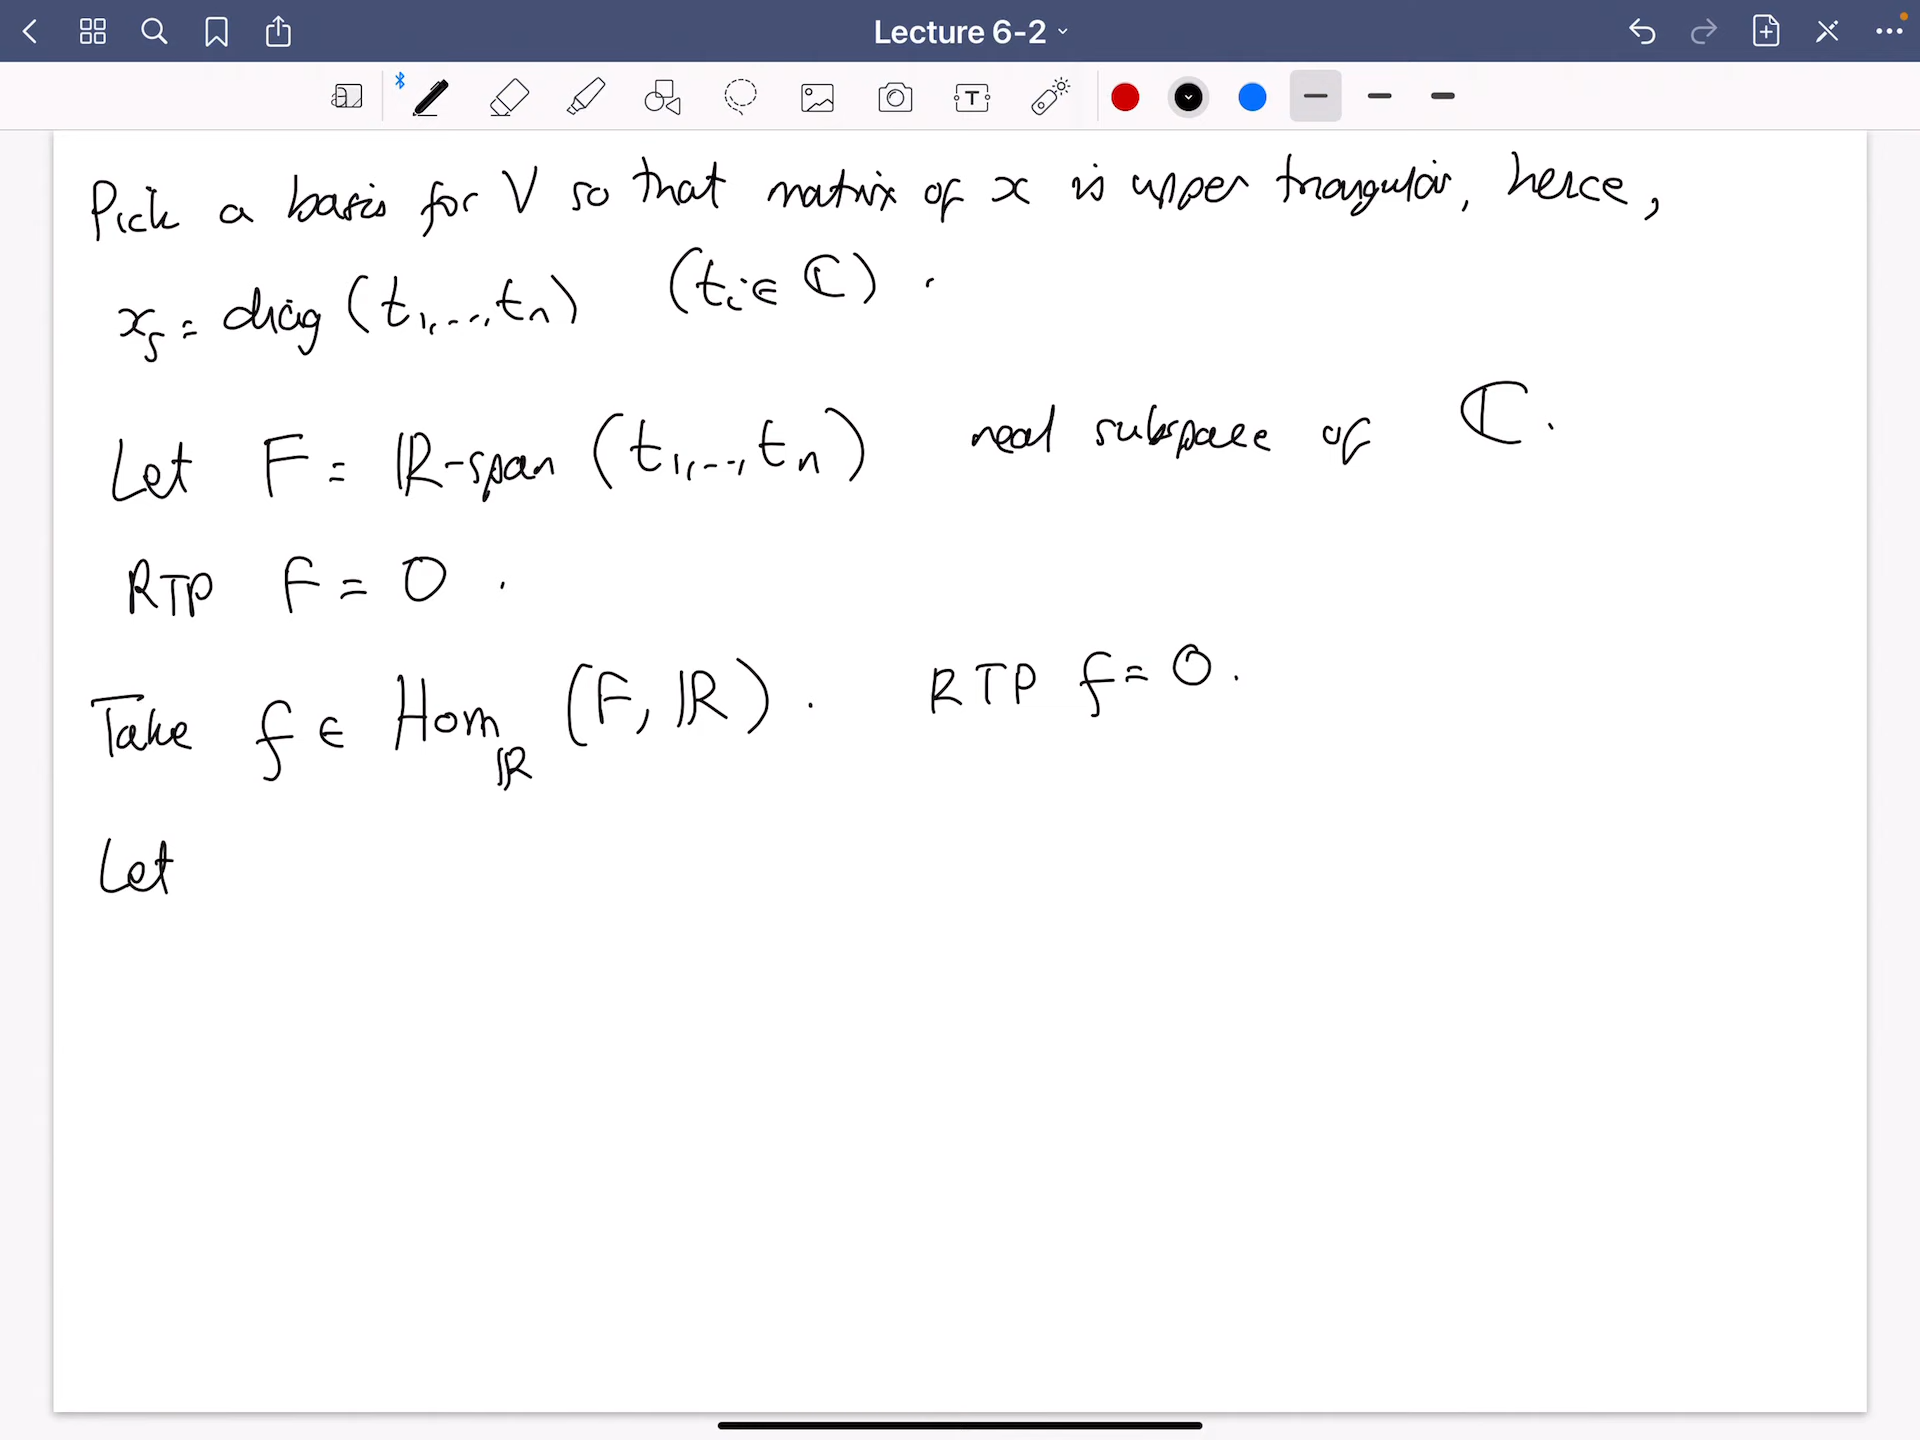 Lecture 6-2
Pick a basis for V so that matrix of x is upper triangular, hence,
x_s = diag (t_1,...,t_n) (t_i ∈ ℂ).
Let F = ℝ-span (t_1,...,t_n) real subspace of ℂ.
RTP F = 0.
Take f ∈ Hom_ℝ (F, ℝ). RTP f = 0.
Let